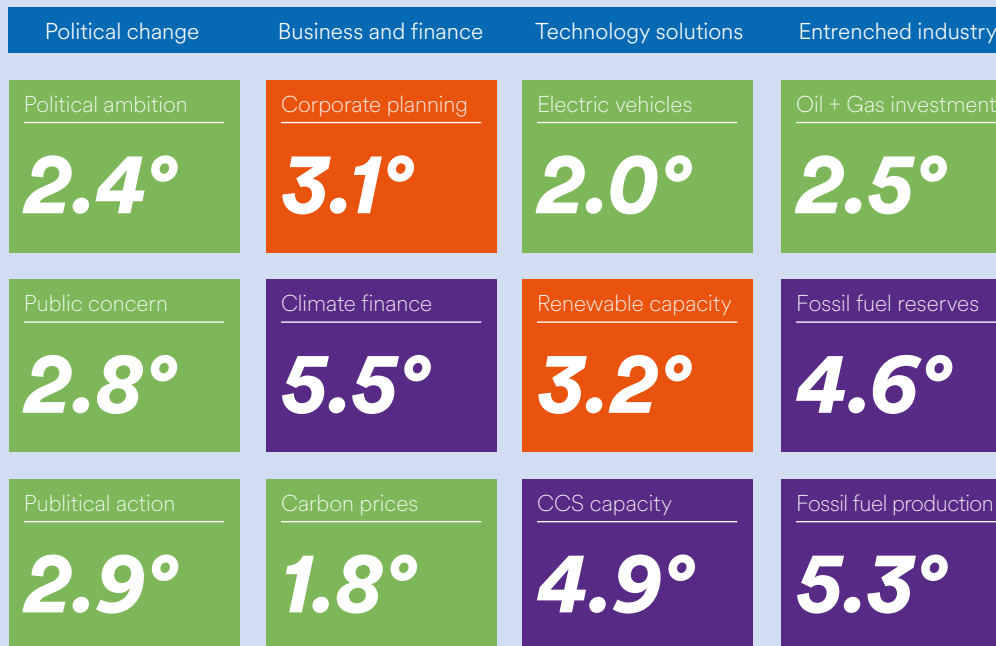 Political change Business and finance Technology solutions Entrenched industry
Political ambition Corporate planning Electric vehicles Oil + Gas investment
2.4° 3.1° 2.0° 2.5°
Public concern Climate finance Renewable capacity Fossil fuel reserves
2.8° 5.5° 3.2° 4.6°
Publitical action Carbon prices CCS capacity Fossil fuel production
2.9° 1.8° 4.9° 5.3°